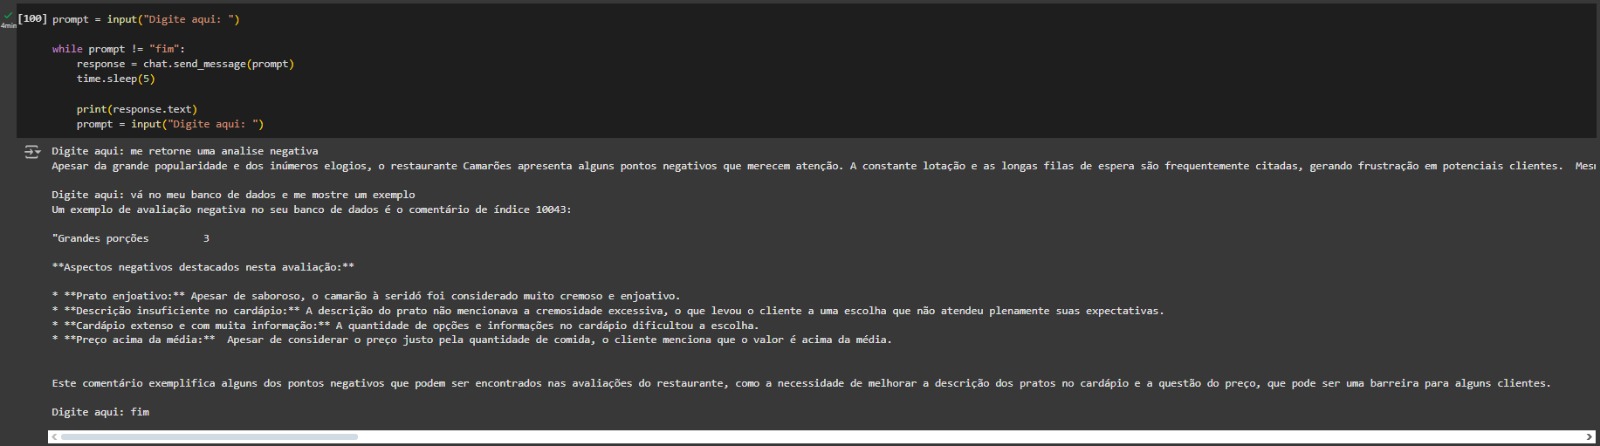 4min
[100] prompt = input("Digite aqui: ")
while prompt != "fim":
response = chat.send_message(prompt)
time.sleep(5)
print(response.text)
prompt = input("Digite aqui: ")
Digite aqui: me retorne uma analise negativa
Apesar da grande popularidade e dos inúmeros elogios, o restaurante Camarões apresenta alguns pontos negativos que merecem atenção. A constante lotação e as longas filas de espera são frequentemente citadas, gerando frustração em potenciais clientes.
Digite aqui: vá no meu banco de dados e me mostre um exemplo
Um exemplo de avaliação negativa no seu banco de dados é o comentário de índice 10043:
"Grandes porções 3
**Aspectos negativos destacados nesta avaliação:**
* **Prato enjoativo:** Apesar de saboroso, o camarão à seridó foi considerado muito cremoso e enjoativo.
* **Descrição insuficiente no cardápio:** A descrição do prato não mencionava a cremosidade excessiva, o que levou o cliente a uma escolha que não atendeu plenamente suas expectativas.
* **Cardápio extenso e com muita informação:** A quantidade de opções e informações no cardápio dificultou a escolha.
* **Preço acima da média:** Apesar de considerar o preço justo pela quantidade de comida, o cliente menciona que o valor é acima da média.
Este comentário exemplifica alguns dos pontos negativos que podem ser encontrados nas avaliações do restaurante, como a necessidade de melhorar a descrição dos pratos no cardápio e a questão do preço, que pode ser uma barreira para alguns clientes.
Digite aqui: fim